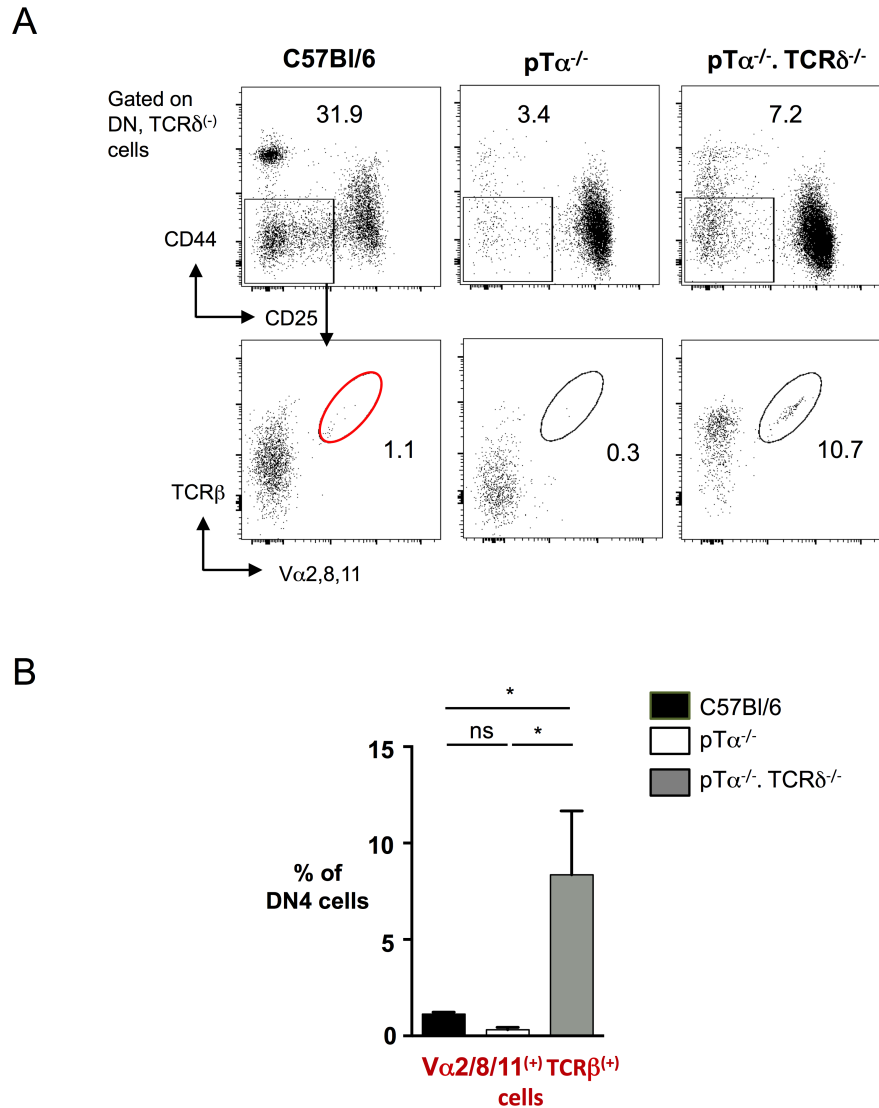 A
C57Bl/6
pTα-/-
pTα-/-. TCRδ-/-
Gated on
DN, TCRδ(-)
cells
31.9
3.4
7.2
CD44
CD25
1.1
0.3
10.7
TCRβ
Vα2,8,11
B
*
ns
*
C57Bl/6
pTα-/-
pTα-/-. TCRδ-/-
15
10
5
0
% of
DN4 cells
Vα2/8/11(+) TCRβ(+)
cells